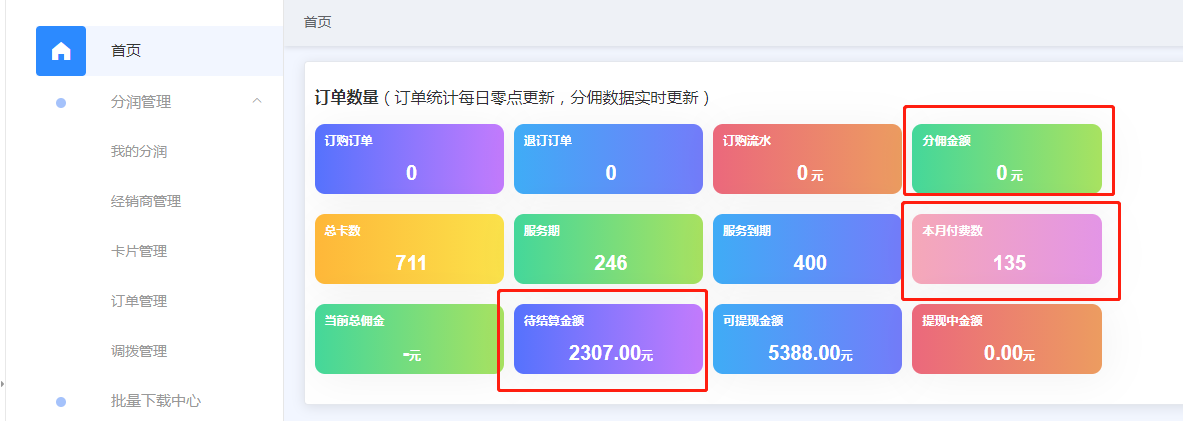 首页
首页
分润管理
我的分润
经销商管理
卡片管理
订单管理
调拨管理
批量下载中心
订单数量（订单统计每日零点更新，分佣数据实时更新）
订购订单
0
退订订单
0
订购流水
0 元
分佣金额
0 元
总卡数
711
服务期
246
服务到期
400
本月付费数
135
当前总佣金
-元
待结算金额
2307.00元
可提现金额
5388.00元
提现中金额
0.00元